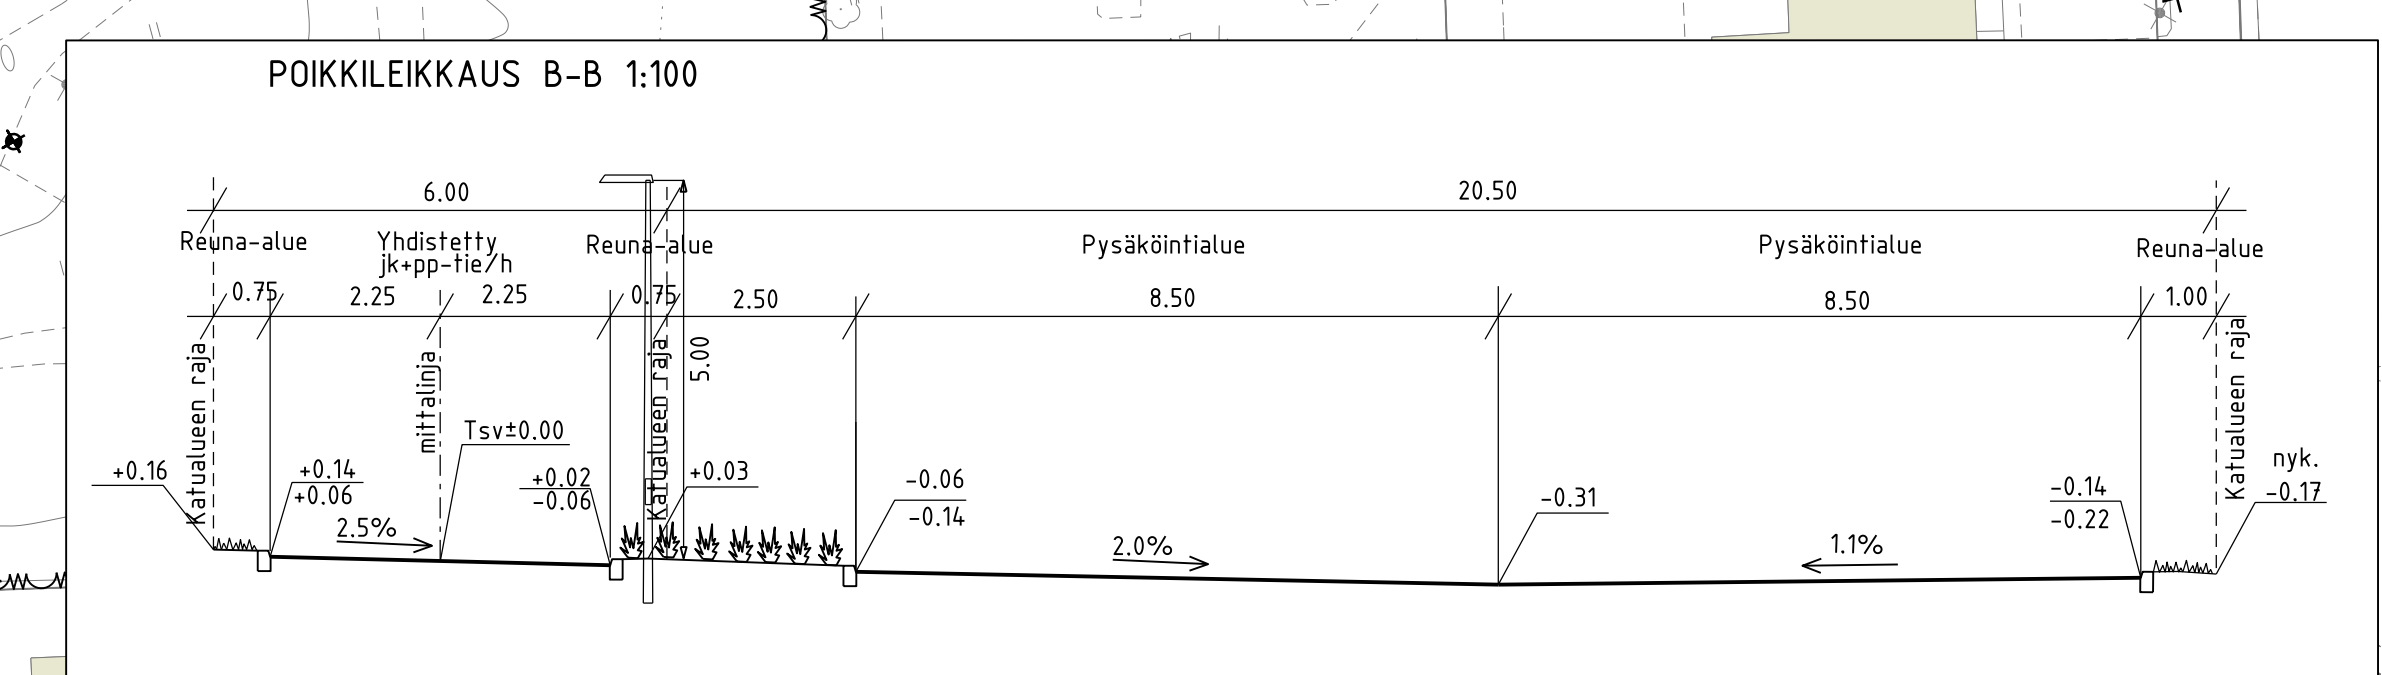 POIKKILEIKKAUS B-B 1:100
6.00
20.50
Reuna-alue
Yhdistetty
jk+pp-tie/h
Reuna-alue
Pysäköintialue
Pysäköintialue
Reuna-alue
0.75
2.25
2.25
0.75
2.50
8.50
8.50
1.00
Katualueen raja
mittalinja
Katualueen raja
5.00
Katualueen raja
+0.16
+0.14
+0.06
Tsv±0.00
+0.02
-0.06
+0.03
-0.06
-0.14
-0.31
-0.14
-0.22
nyk.
-0.17
2.5%
2.0%
1.1%